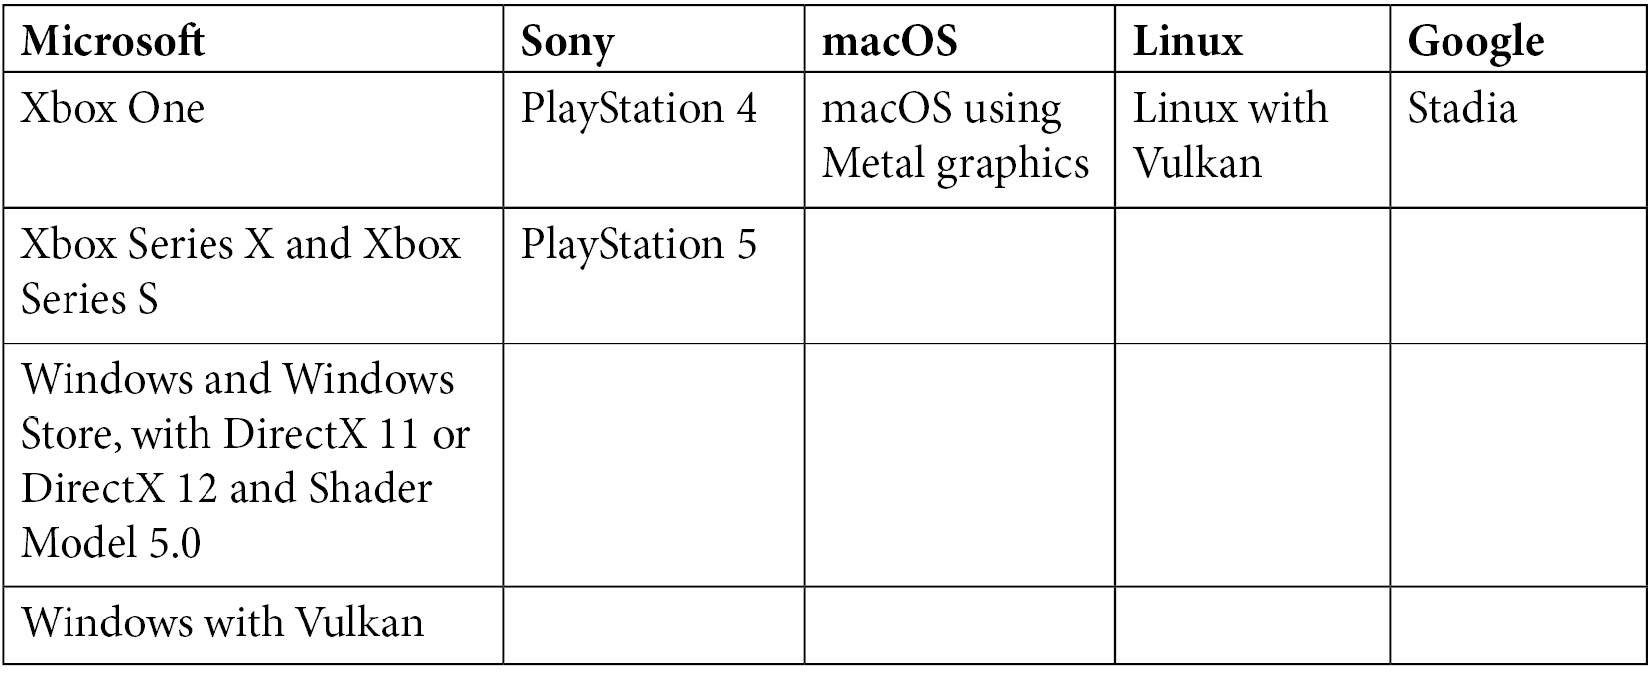 Microsoft Sony macOS Linux Google
Xbox One PlayStation 4 macOS using Linux with Stadia
Metal graphics Vulkan
Xbox Series X and Xbox PlayStation 5
Series S
Windows and Windows
Store, with DirectX 11 or
DirectX 12 and Shader
Model 5.0
Windows with Vulkan